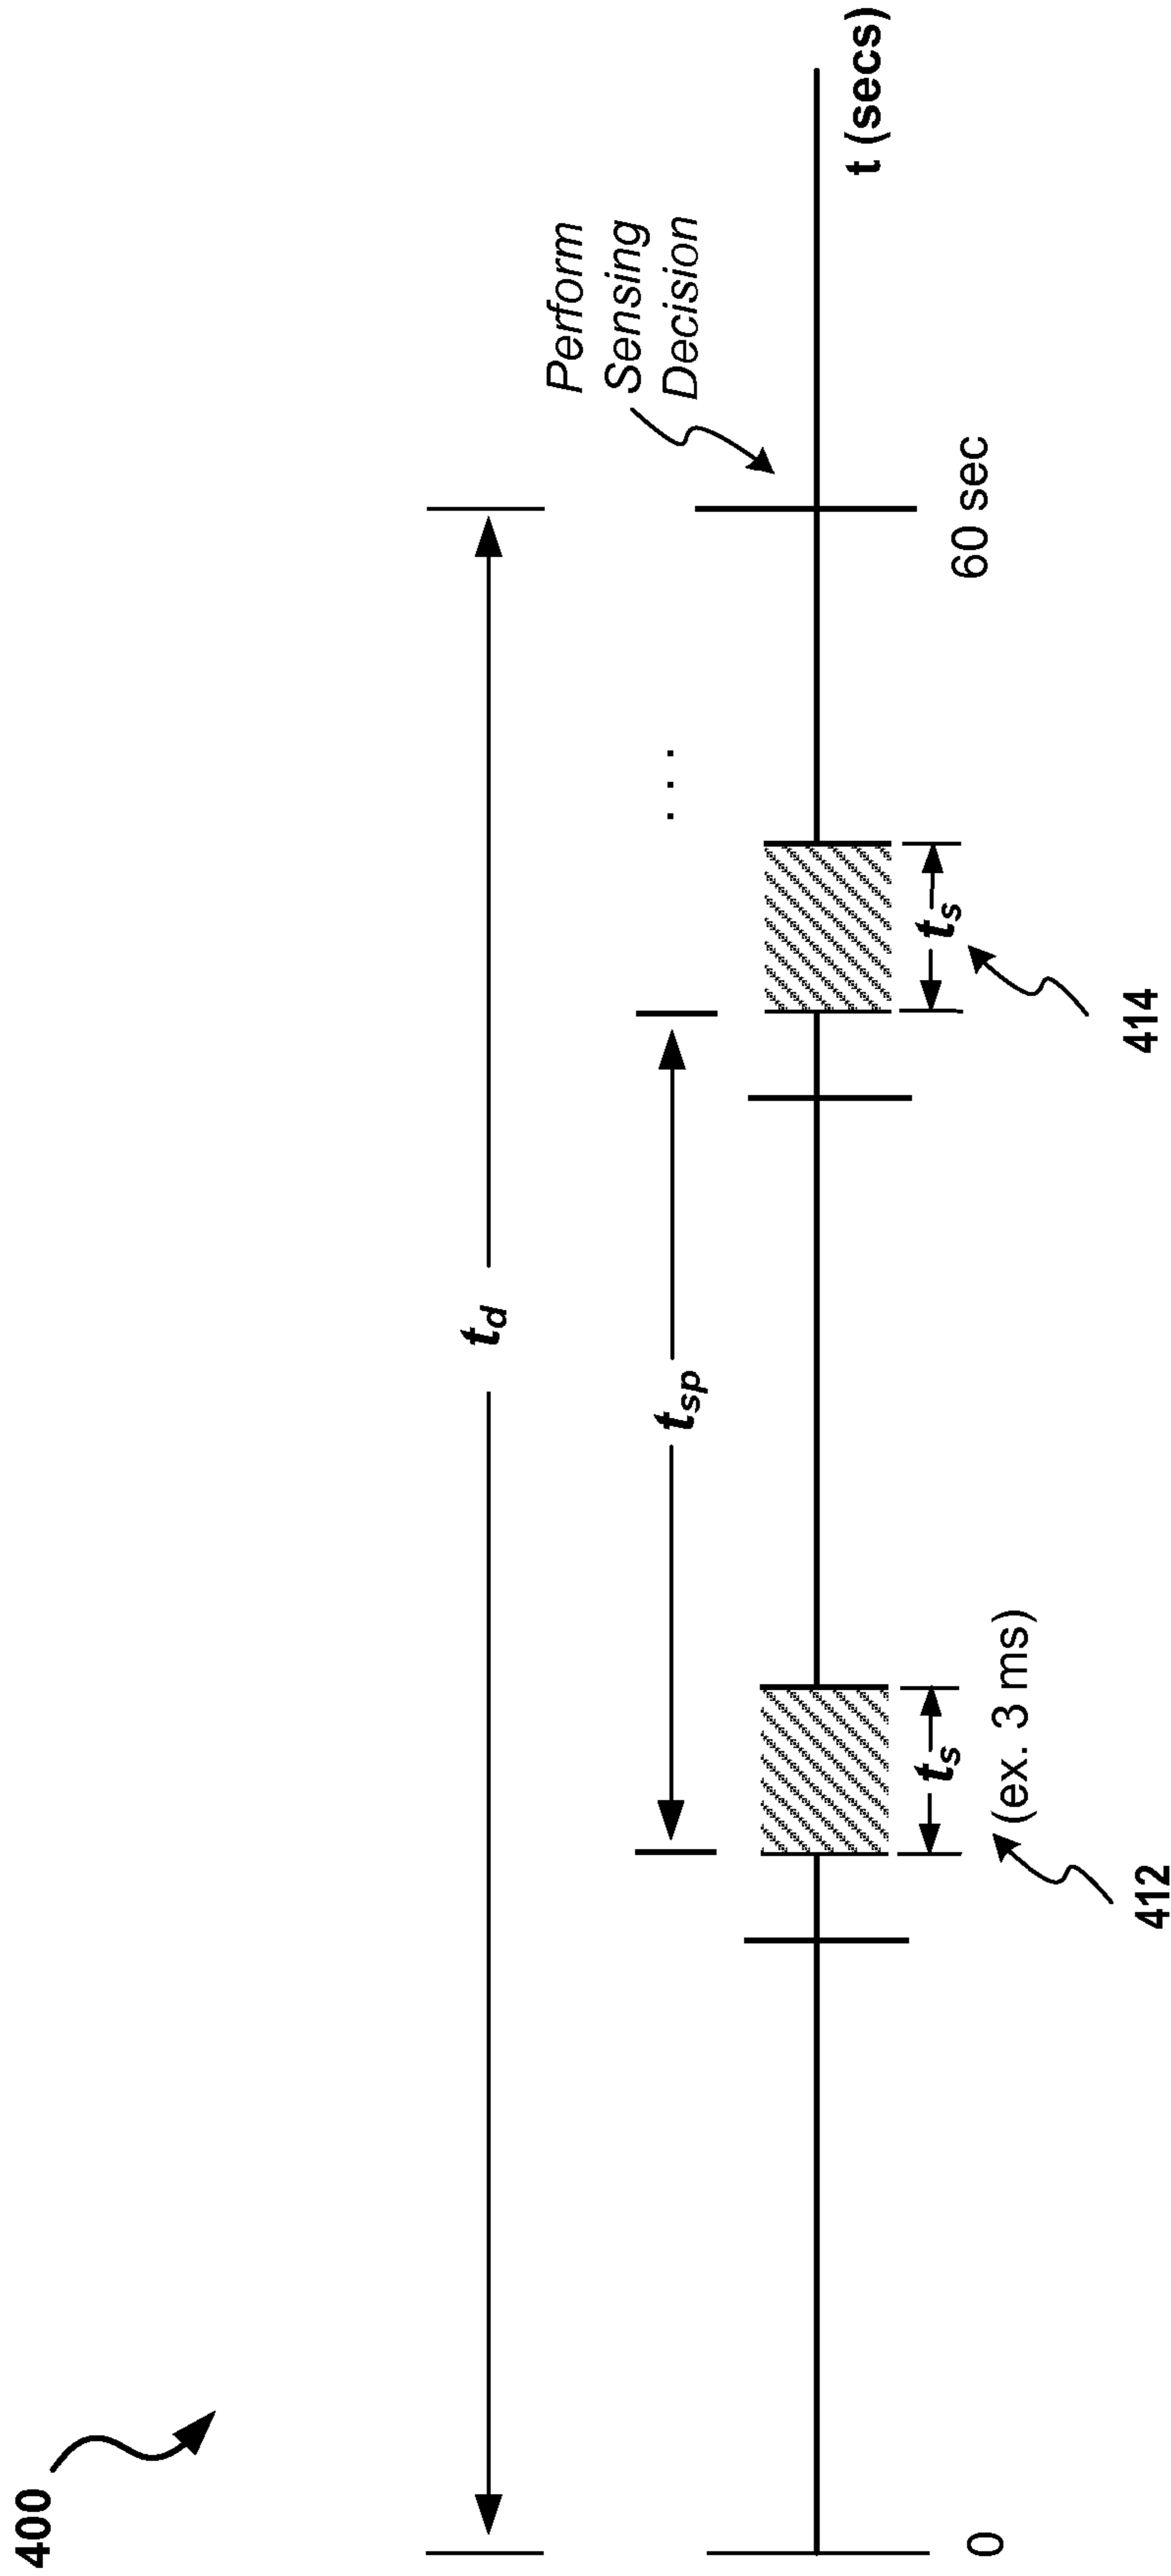 400
t_d
Perform
Sensing
Decision
t_sp
. . .
t_s
t_s
(ex. 3 ms)
412
414
0
60 sec
t (secs)